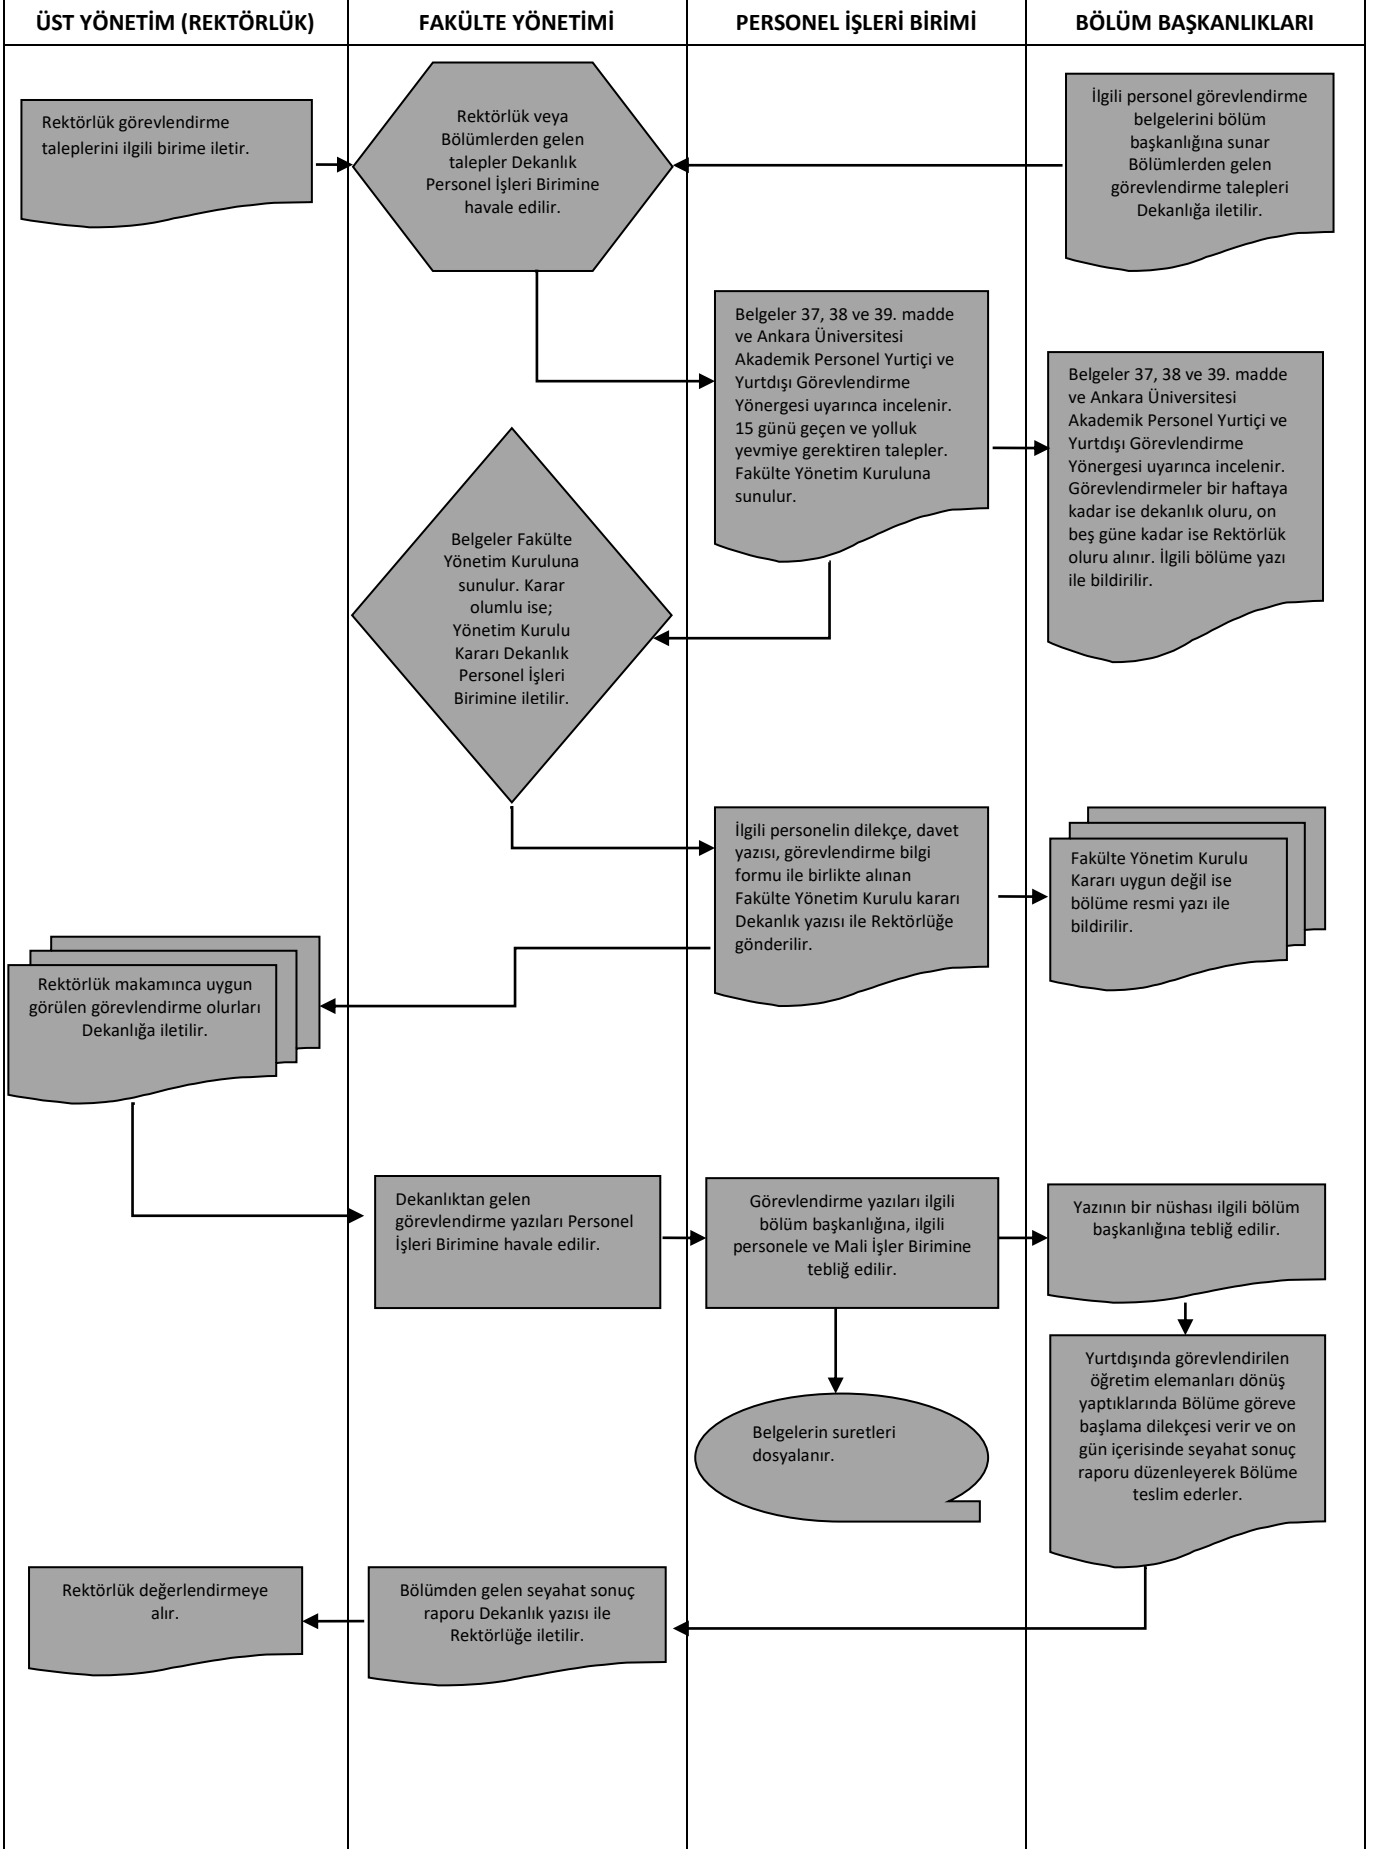 ÜST YÖNETİM (REKTÖRLÜK)
FAKÜLTE YÖNETİMİ
PERSONEL İŞLERİ BİRİMİ
BÖLÜM BAŞKANLIKLARI
Rektörlük görevlendirme
taleplerini ilgili birime iletir.
Rektörlük veya
Bölümlerden gelen
talepler Dekanlık
Personel İşleri Birimine
havale edilir.
İlgili personel görevlendirme
belgelerini bölüm
başkanlığına sunar
Bölümlerden gelen
görevlendirme talepleri
Dekanlığa iletilir.
Belgeler 37, 38 ve 39. madde
ve Ankara Üniversitesi
Akademik Personel Yurtiçi ve
Yurtdışı Görevlendirme
Yönergesi uyarınca incelenir.
15 günü geçen ve yolluk
yevmiye gerektiren talepler.
Fakülte Yönetim Kuruluna
sunulur.
Belgeler 37, 38 ve 39. madde
ve Ankara Üniversitesi
Akademik Personel Yurtiçi ve
Yurtdışı Görevlendirme
Yönergesi uyarınca incelenir.
Görevlendirmeler bir haftaya
kadar ise dekanlık oluru, on
beş güne kadar ise Rektörlük
oluru alınır. İlgili bölüme yazı
ile bildirilir.
Belgeler Fakülte
Yönetim Kuruluna
sunulur. Karar
olumlu ise;
Yönetim Kurulu
Kararı Dekanlık
Personel İşleri
Birimine iletilir.
İlgili personelin dilekçe, davet
yazısı, görevlendirme bilgi
formu ile birlikte alınan
Fakülte Yönetim Kurulu kararı
Dekanlık yazısı ile Rektörlüğe
gönderilir.
Fakülte Yönetim Kurulu
Kararı uygun değil ise
bölüme resmi yazı ile
bildirilir.
Rektörlük makamınca uygun
görülen görevlendirme olurları
Dekanlığa iletilir.
Dekanlıktan gelen
görevlendirme yazıları Personel
İşleri Birimine havale edilir.
Görevlendirme yazıları ilgili
bölüm başkanlığına, ilgili
personele ve Mali İşler Birimine
tebliğ edilir.
Yazının bir nüshası ilgili bölüm
başkanlığına tebliğ edilir.
Belgelerin suretleri
dosyalanır.
Yurtdışında görevlendirilen
öğretim elemanları dönüş
yaptıklarında Bölüme göreve
başlama dilekçesi verir ve on
gün içerisinde seyahat sonuç
raporu düzenleyerek Bölüme
teslim ederler.
Rektörlük değerlendirmeye
alır.
Bölümden gelen seyahat sonuç
raporu Dekanlık yazısı ile
Rektörlüğe iletilir.